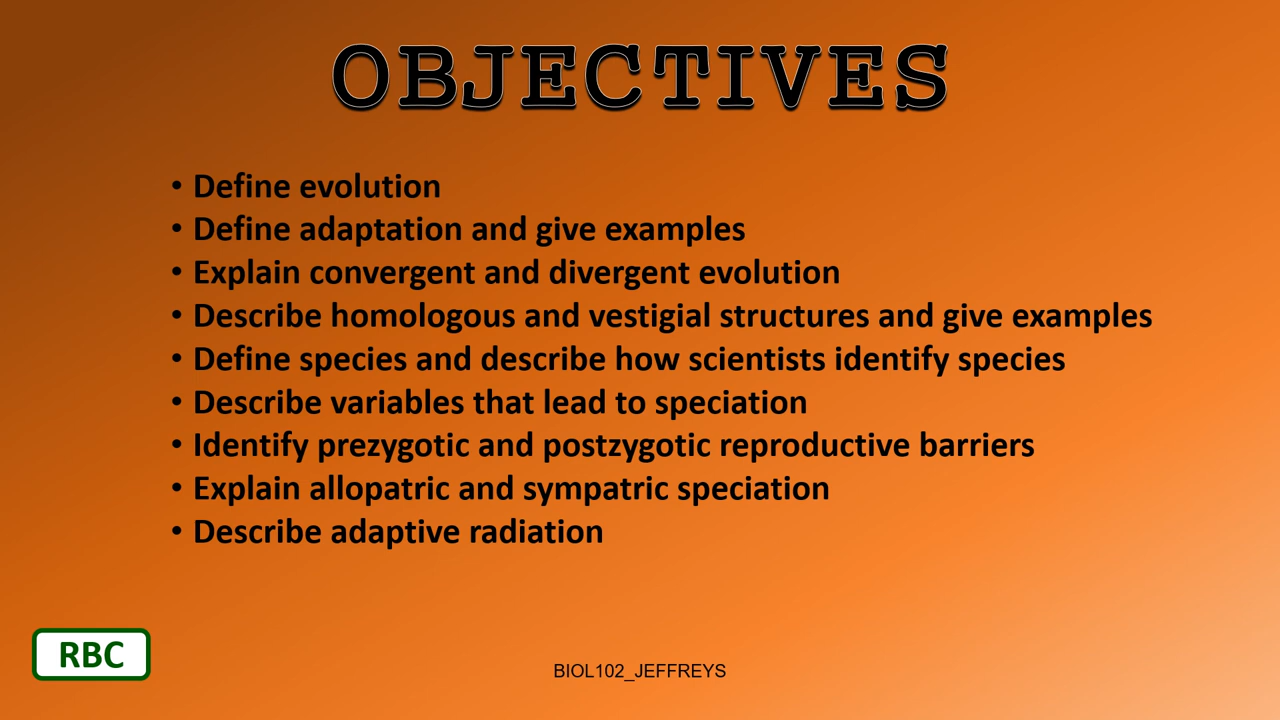 OBJECTIVES
• Define evolution
• Define adaptation and give examples
• Explain convergent and divergent evolution
• Describe homologous and vestigial structures and give examples
• Define species and describe how scientists identify species
• Describe variables that lead to speciation
• Identify prezygotic and postzygotic reproductive barriers
• Explain allopatric and sympatric speciation
• Describe adaptive radiation
RBC
BIOL102_JEFFREYS